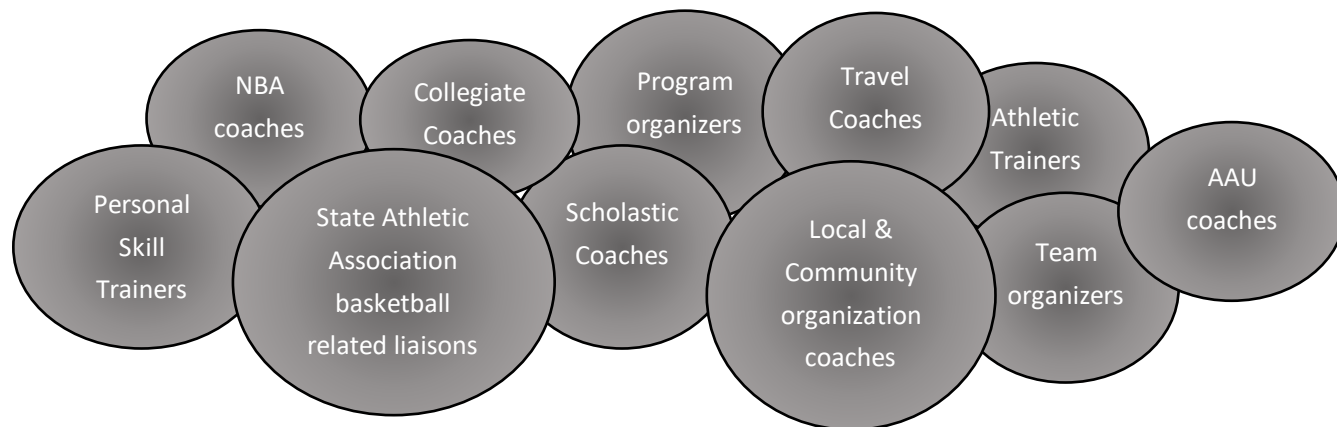 NBA
coaches
Collegiate
Coaches
Program
organizers
Travel
Coaches
Athletic
Trainers
AAU
coaches
Personal
Skill
Trainers
State Athletic
Association
basketball
related liaisons
Scholastic
Coaches
Local &
Community
organization
coaches
Team
organizers